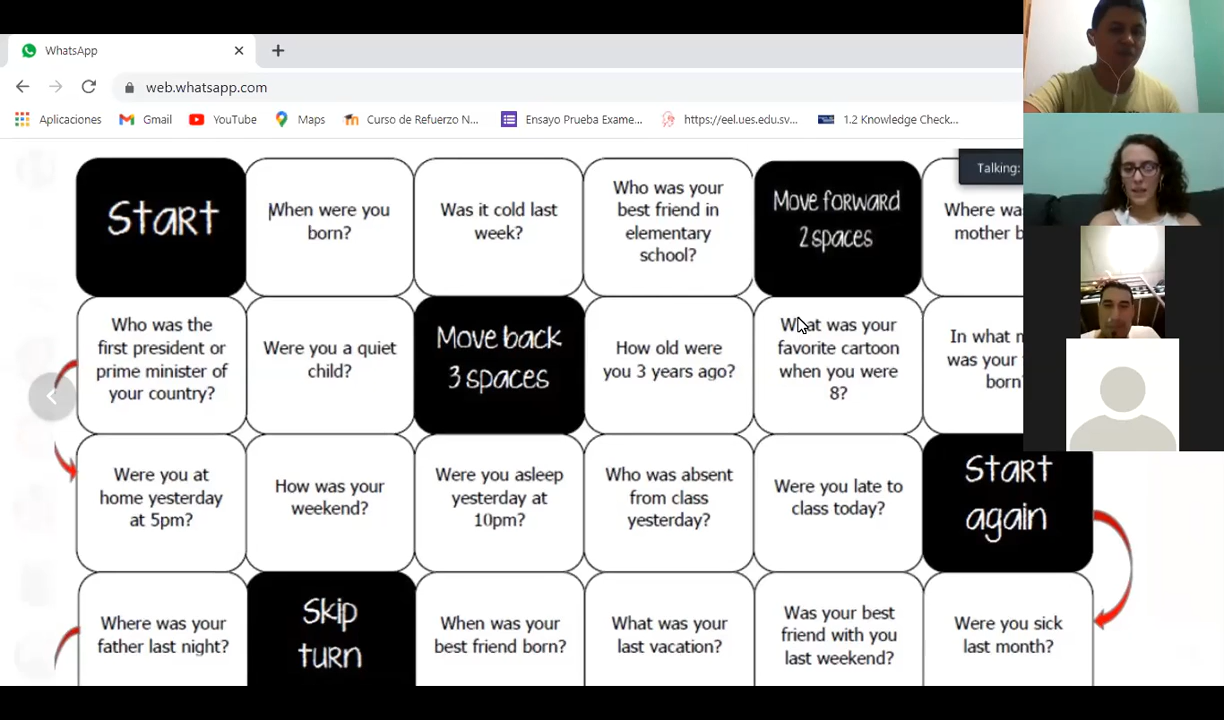 WhatsApp
web.whatsapp.com
Aplicaciones
Gmail
YouTube
Maps
Curso de Refuerzo N...
Ensayo Prueba Exame...
https://eel.ues.edu.sv...
1.2 Knowledge Check...
Talking:
Start
When were you
born?
Was it cold last
week?
Who was your
best friend in
elementary
school?
Move forward
2 spaces
Where
mother
Who was the
first president or
prime minister of
your country?
Were you a quiet
child?
Move back
3 spaces
How old were
you 3 years ago?
What was your
favorite cartoon
when you were
8?
In what
was your
born?
Were you at
home yesterday
at 5pm?
How was your
weekend?
Were you asleep
yesterday at
10pm?
Who was absent
from class
yesterday?
Were you late to
class today?
Start
again
Where was your
father last night?
Skip
turn
When was your
best friend born?
What was your
last vacation?
Was your best
friend with you
last weekend?
Were you sick
last month?